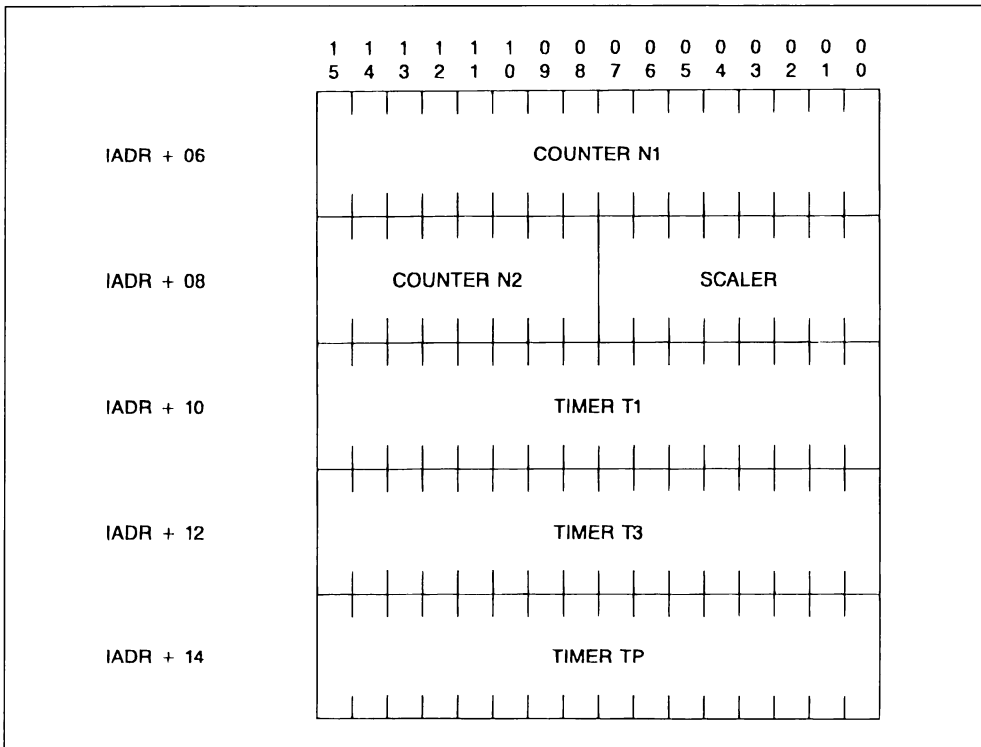 1 1 1 1 1 1 0 0 0 0 0 0 0 0 0 0
5 4 3 2 1 0 9 8 7 6 5 4 3 2 1 0
IADR + 06 COUNTER N1
IADR + 08 COUNTER N2 SCALER
IADR + 10 TIMER T1
IADR + 12 TIMER T3
IADR + 14 TIMER TP